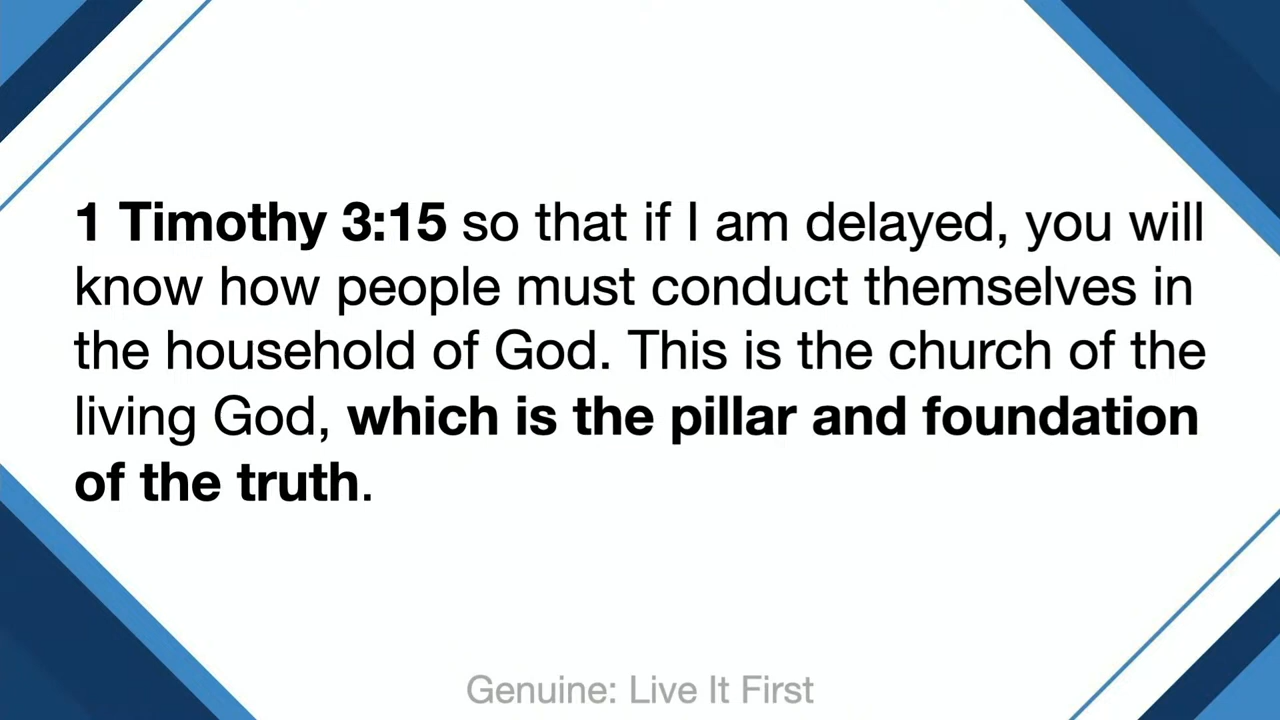 1 Timothy 3:15 so that if I am delayed, you will
know how people must conduct themselves in
the household of God. This is the church of the
living God, which is the pillar and foundation
of the truth.
Genuine: Live It First